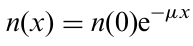 n(x) = n(0)e^{−μx}